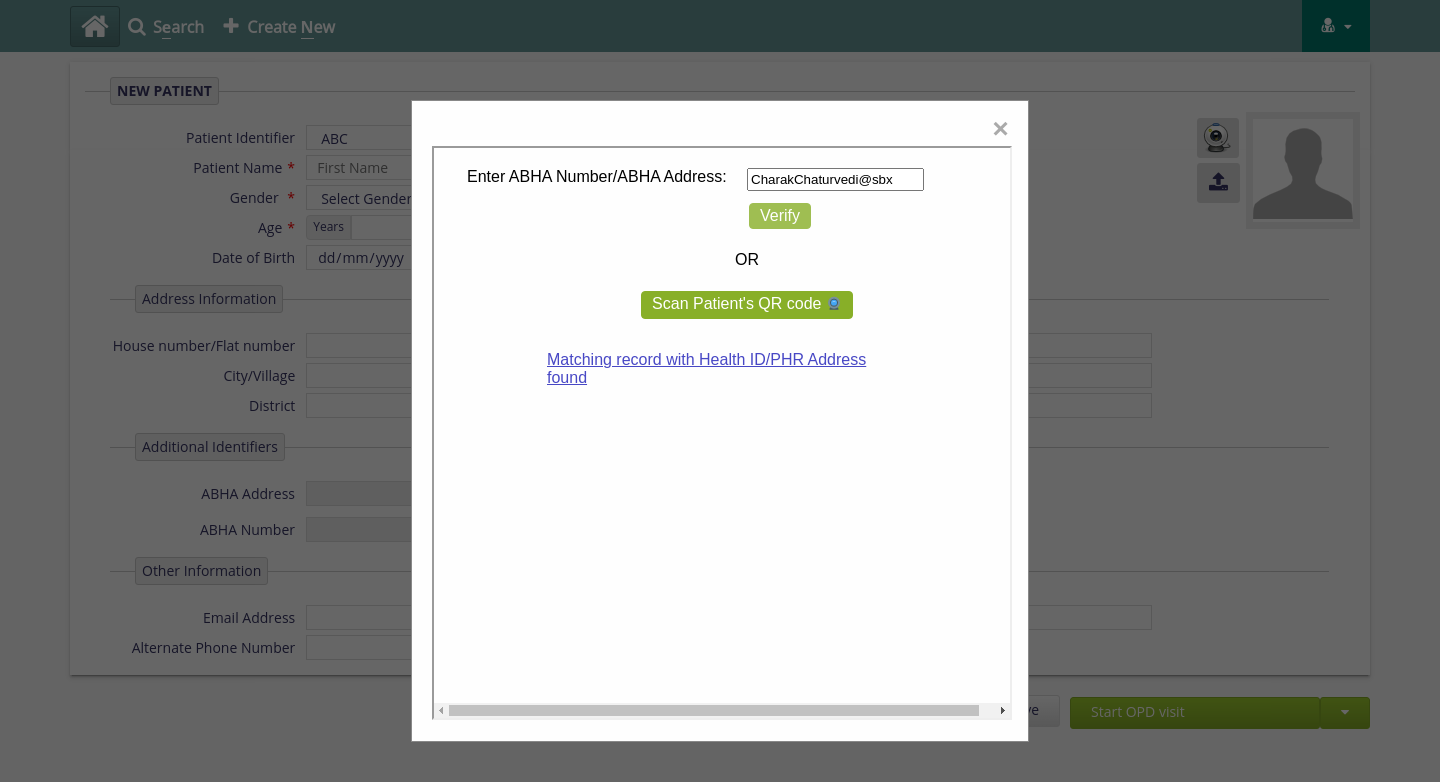 Search
Create New
NEW PATIENT
Patient Identifier ABC
Patient Name * First Name
Gender * Select Gender
Age * Years
Date of Birth dd/mm/yyyy
Address Information
House number/Flat number
City/Village
District
Additional Identifiers
ABHA Address
ABHA Number
Other Information
Email Address
Alternate Phone Number
×
Enter ABHA Number/ABHA Address: CharakChaturvedi@sbx
Verify
OR
Scan Patient's QR code
Matching record with Health ID/PHR Address
found
Start OPD visit